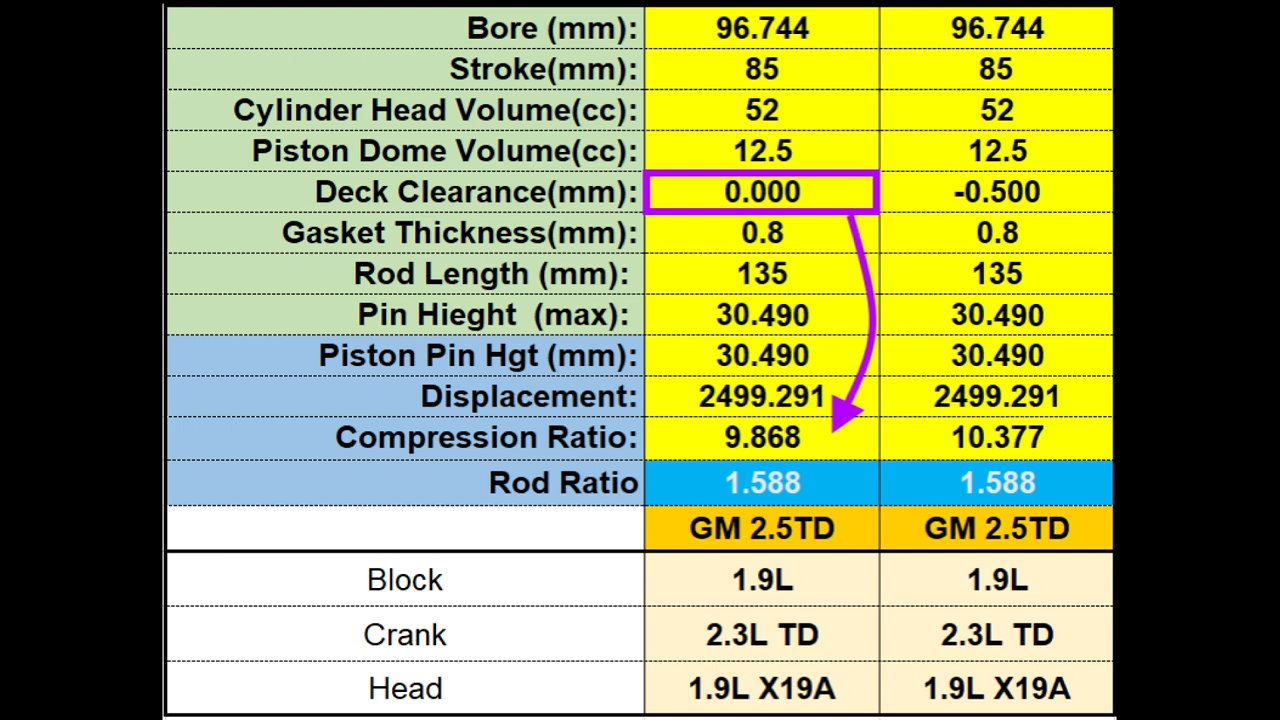 Bore (mm): 96.744 96.744
Stroke(mm): 85 85
Cylinder Head Volume(cc): 52 52
Piston Dome Volume(cc): 12.5 12.5
Deck Clearance(mm): 0.000 -0.500
Gasket Thickness(mm): 0.8 0.8
Rod Length (mm): 135 135
Pin Hieght (max): 30.490 30.490
Piston Pin Hgt (mm): 30.490 30.490
Displacement: 2499.291 2499.291
Compression Ratio: 9.868 10.377
Rod Ratio 1.588 1.588
GM 2.5TD GM 2.5TD
Block 1.9L 1.9L
Crank 2.3L TD 2.3L TD
Head 1.9L X19A 1.9L X19A